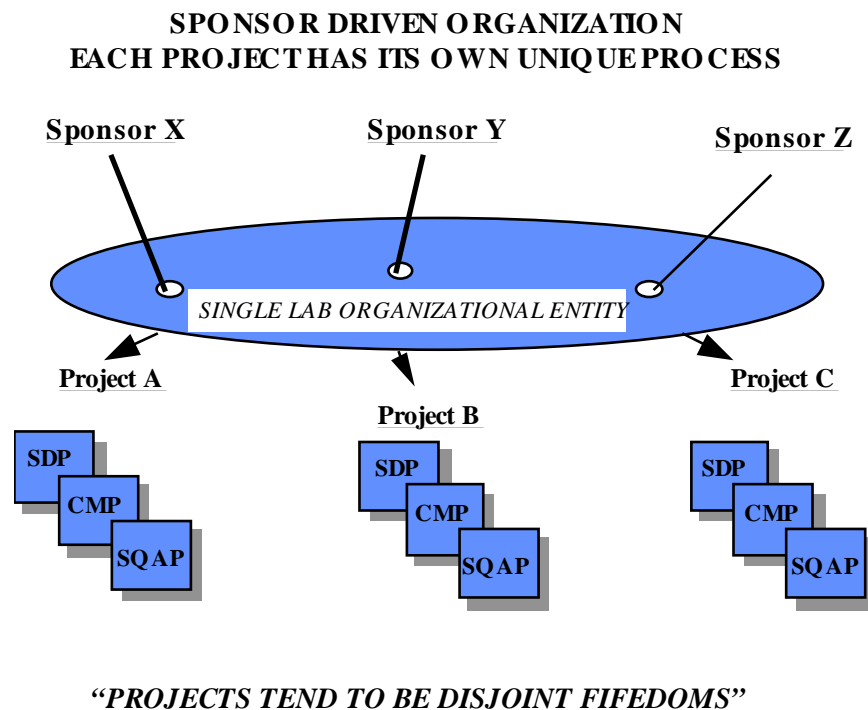 SPONSOR DRIVEN ORGANIZATION
EACH PROJECT HAS ITS OWN UNIQUE PROCESS
Sponsor X
Sponsor Y
Sponsor Z
SINGLE LAB ORGANIZATIONAL ENTITY
Project A
Project B
Project C
SDP
CMP
SQAP
SDP
CMP
SQAP
SDP
CMP
SQAP
“PROJECTS TEND TO BE DISJOINT FIFEDOMS”